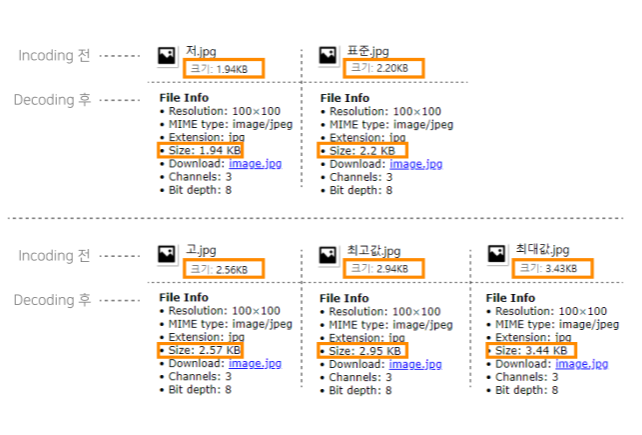 Incoding 전
저.jpg
크기: 1.94KB
표준.jpg
크기: 2.20KB
Decoding 후
File Info
• Resolution: 100×100
• MIME type: image/jpeg
• Extension: jpg
• Size: 1.94 KB
• Download: image.jpg
• Channels: 3
• Bit depth: 8
File Info
• Resolution: 100×100
• MIME type: image/jpeg
• Extension: jpg
• Size: 2.2 KB
• Download: image.jpg
• Channels: 3
• Bit depth: 8
Incoding 전
고.jpg
크기: 2.56KB
최고값.jpg
크기: 2.94KB
최대값.jpg
크기: 3.43KB
Decoding 후
File Info
• Resolution: 100×100
• MIME type: image/jpeg
• Extension: jpg
• Size: 2.57 KB
• Download: image.jpg
• Channels: 3
• Bit depth: 8
File Info
• Resolution: 100×100
• MIME type: image/jpeg
• Extension: jpg
• Size: 2.95 KB
• Download: image.jpg
• Channels: 3
• Bit depth: 8
File Info
• Resolution: 100×100
• MIME type: image/jpeg
• Extension: jpg
• Size: 3.44 KB
• Download: image.jpg
• Channels: 3
• Bit depth: 8